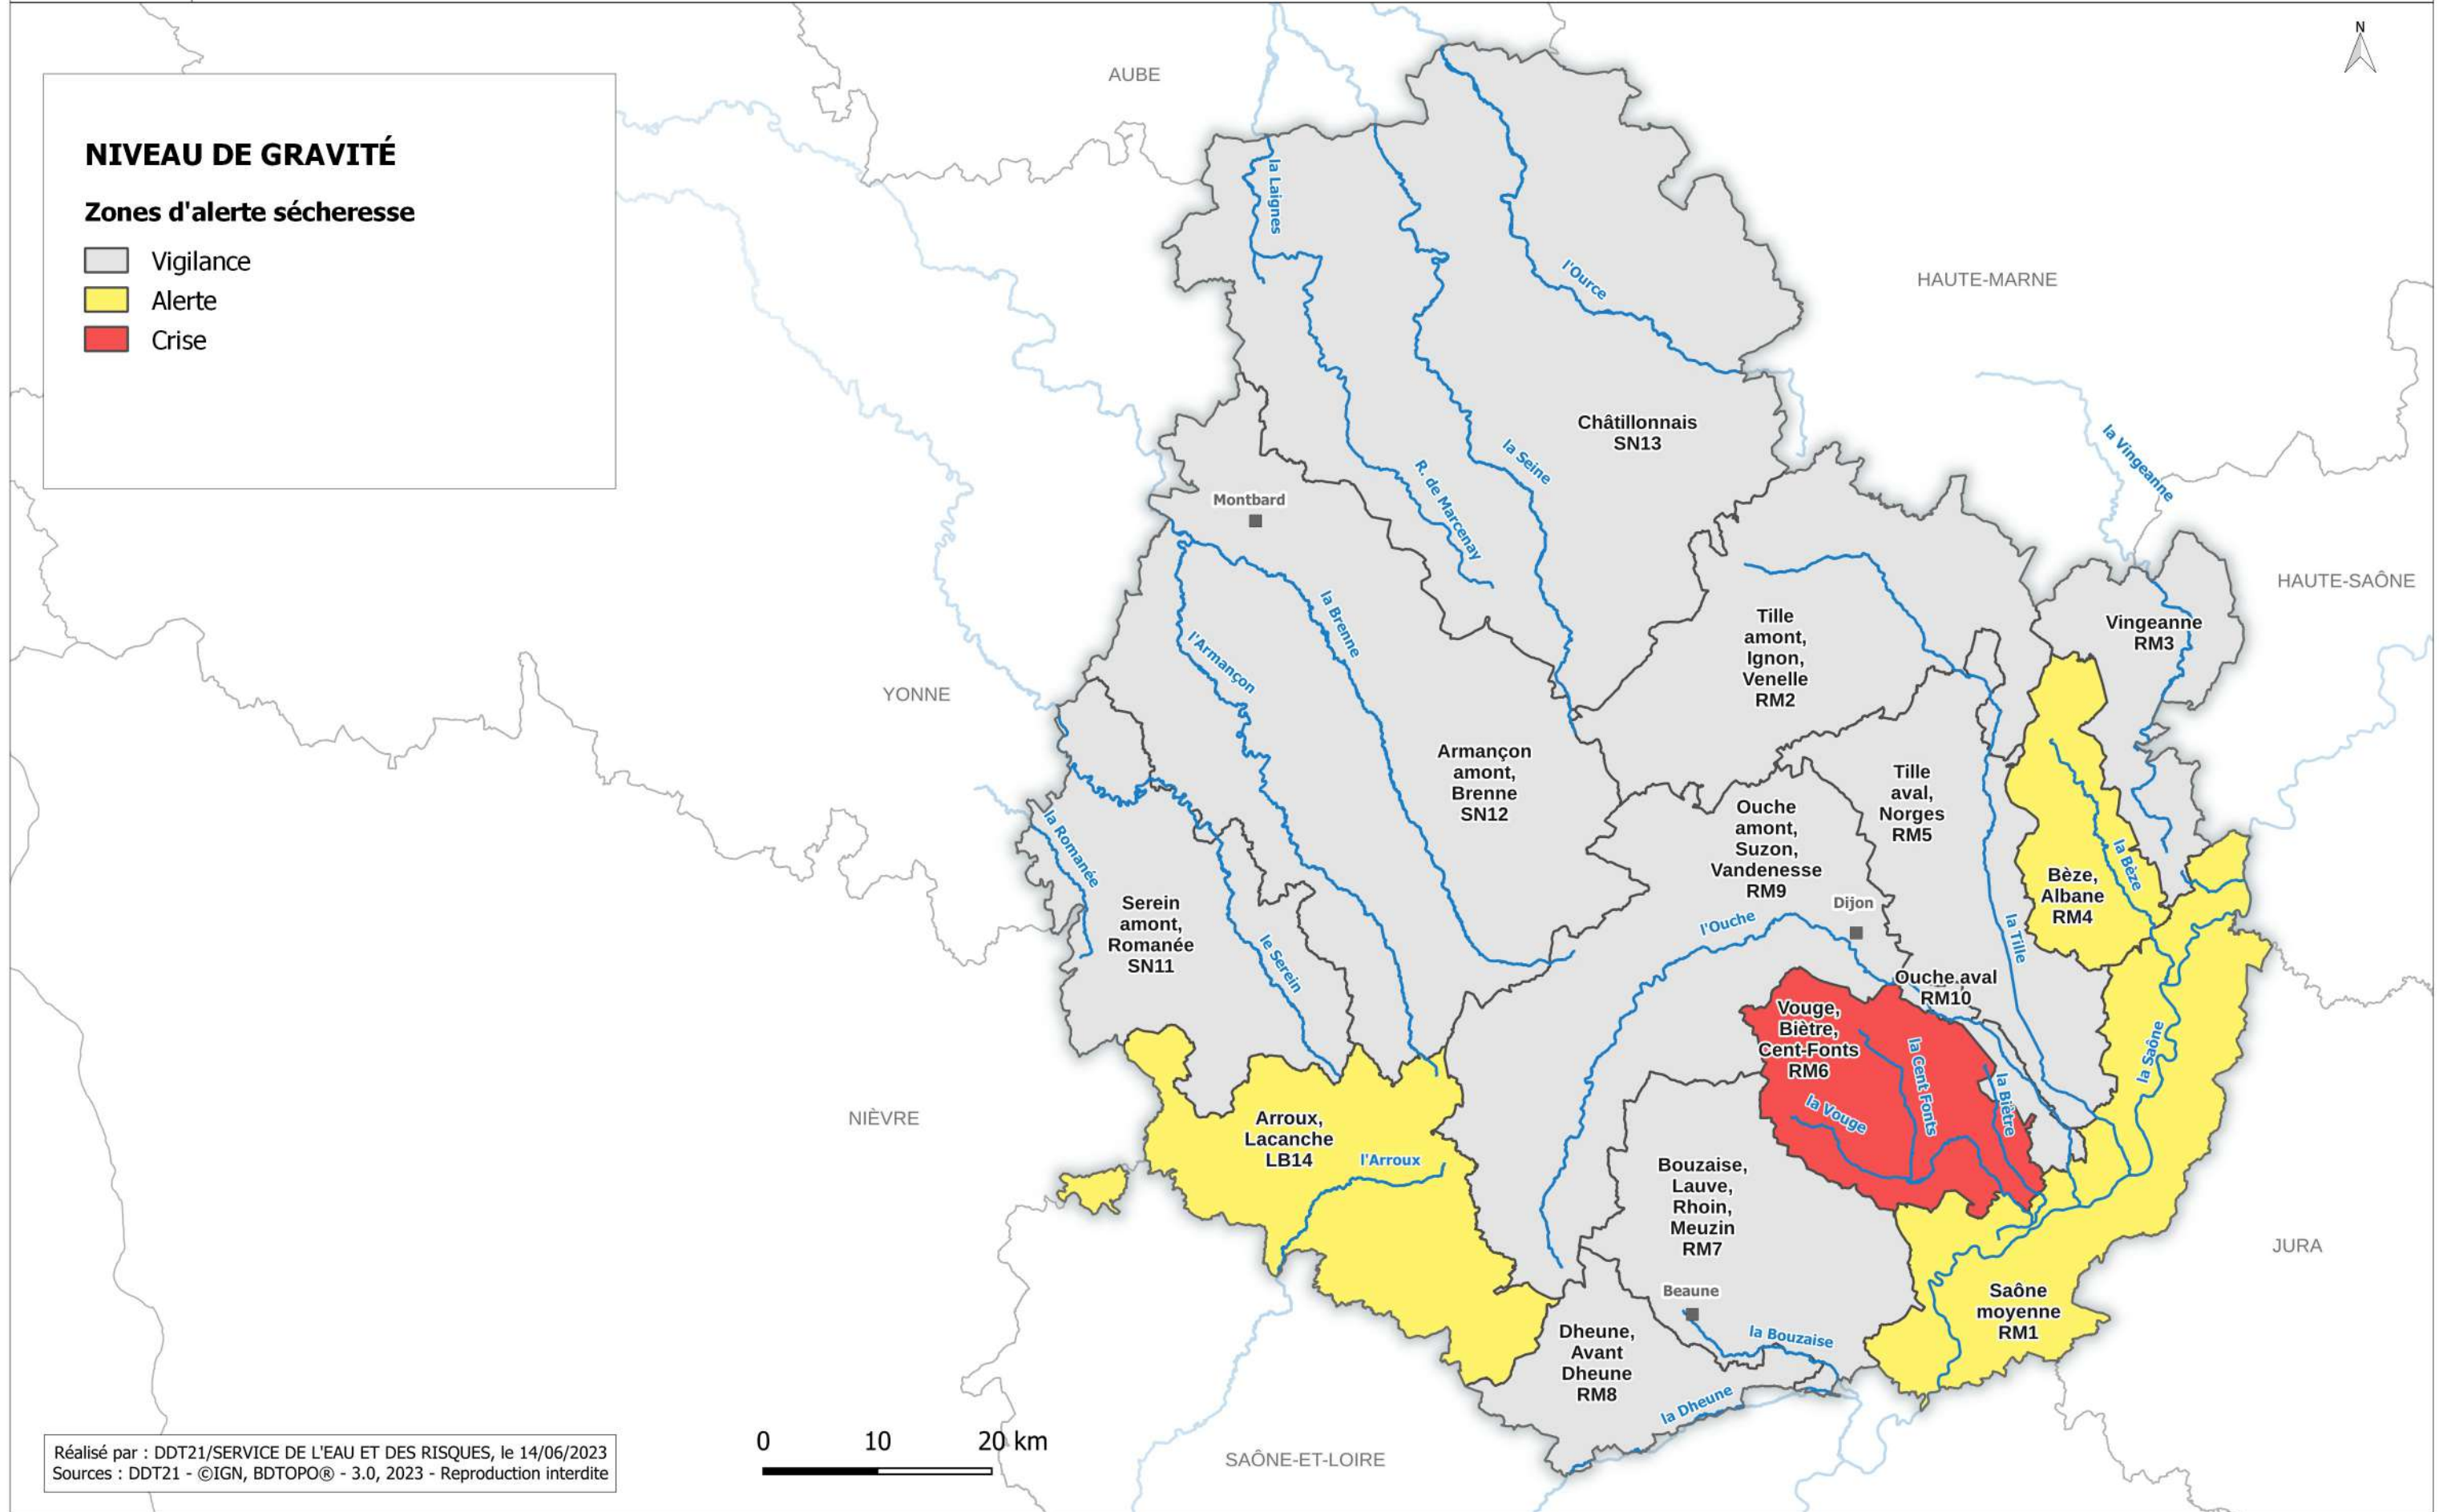 N
AUBE
NIVEAU DE GRAVITÉ
Zones d'alerte sécheresse
Vigilance
Alerte
Crise
la Laignes
l'Ource
HAUTE-MARNE
Châtillonnais
SN13
la Seine
R. de Marcenay
la Vingeanne
Montbard
HAUTE-SAÔNE
la Brenne
l'Armançon
Tille
amont,
Ignon,
Venelle
RM2
Vingeanne
RM3
YONNE
Armançon
amont,
Brenne
SN12
Tille
aval,
Norges
RM5
Ouche
amont,
Suzon,
Vandenesse
RM9
la Romanée
la Bèze
Bèze,
Albane
RM4
Serein
amont,
Romanée
SN11
le Serein
Dijon
l'Ouche
la Tille
Ouche aval
RM10
Vouge,
Biètre,
Cent-Fonts
RM6
la Cent Fonts
la Biètre
la Vouge
la Saône
NIÈVRE
Arroux,
Lacanche
LB14
l'Arroux
Bouzaise,
Lauve,
Rhoin,
Meuzin
RM7
JURA
Beaune
Saône
moyenne
RM1
la Bouzaise
Dheune,
Avant
Dheune
RM8
la Dheune
0 10 20 km
SAÔNE-ET-LOIRE
Réalisé par : DDT21/SERVICE DE L'EAU ET DES RISQUES, le 14/06/2023
Sources : DDT21 - ©IGN, BDTOPO® - 3.0, 2023 - Reproduction interdite